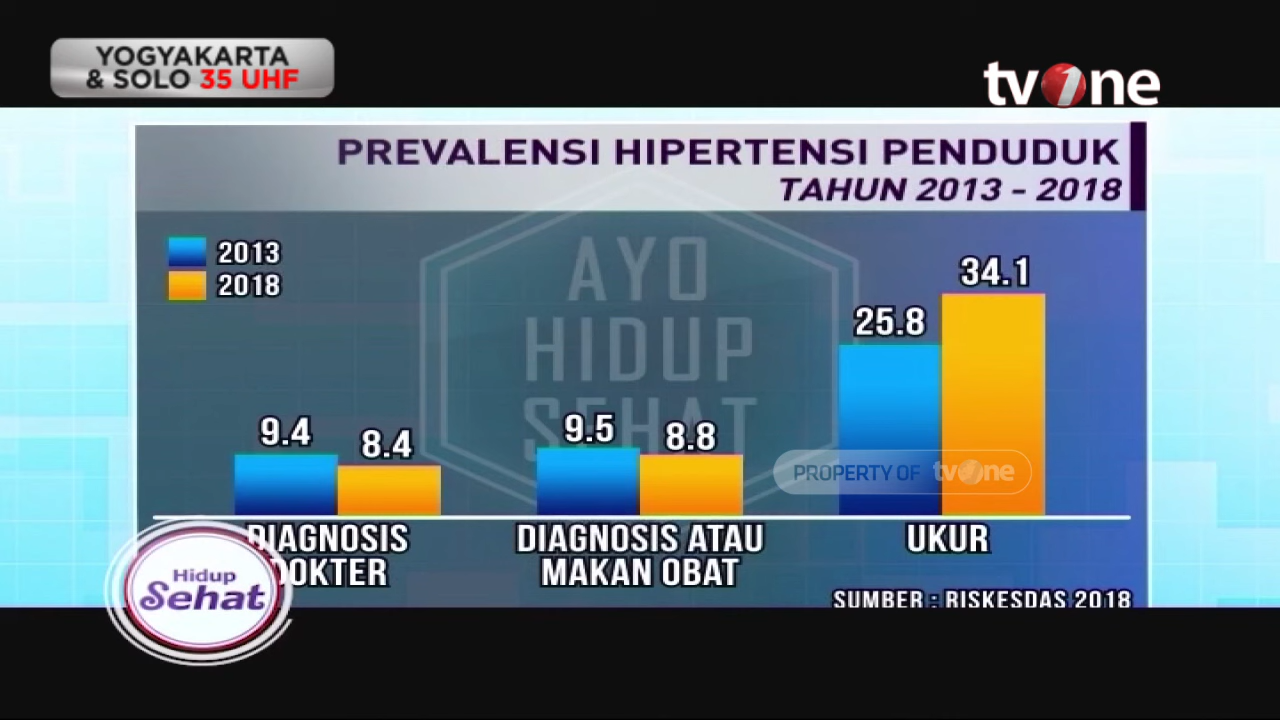 YOGYAKARTA
& SOLO 35 UHF
tvOne
PREVALENSI HIPERTENSI PENDUDUK
TAHUN 2013 - 2018
2013
2018
AYO
HIDUP
SEHAT
34.1
25.8
9.4
8.4
9.5
8.8
PROPERTY OF tvOne
DIAGNOSIS
DOKTER
DIAGNOSIS ATAU
MAKAN OBAT
UKUR
Hidup
Sehat
SUMBER : RISKESDAS 2018